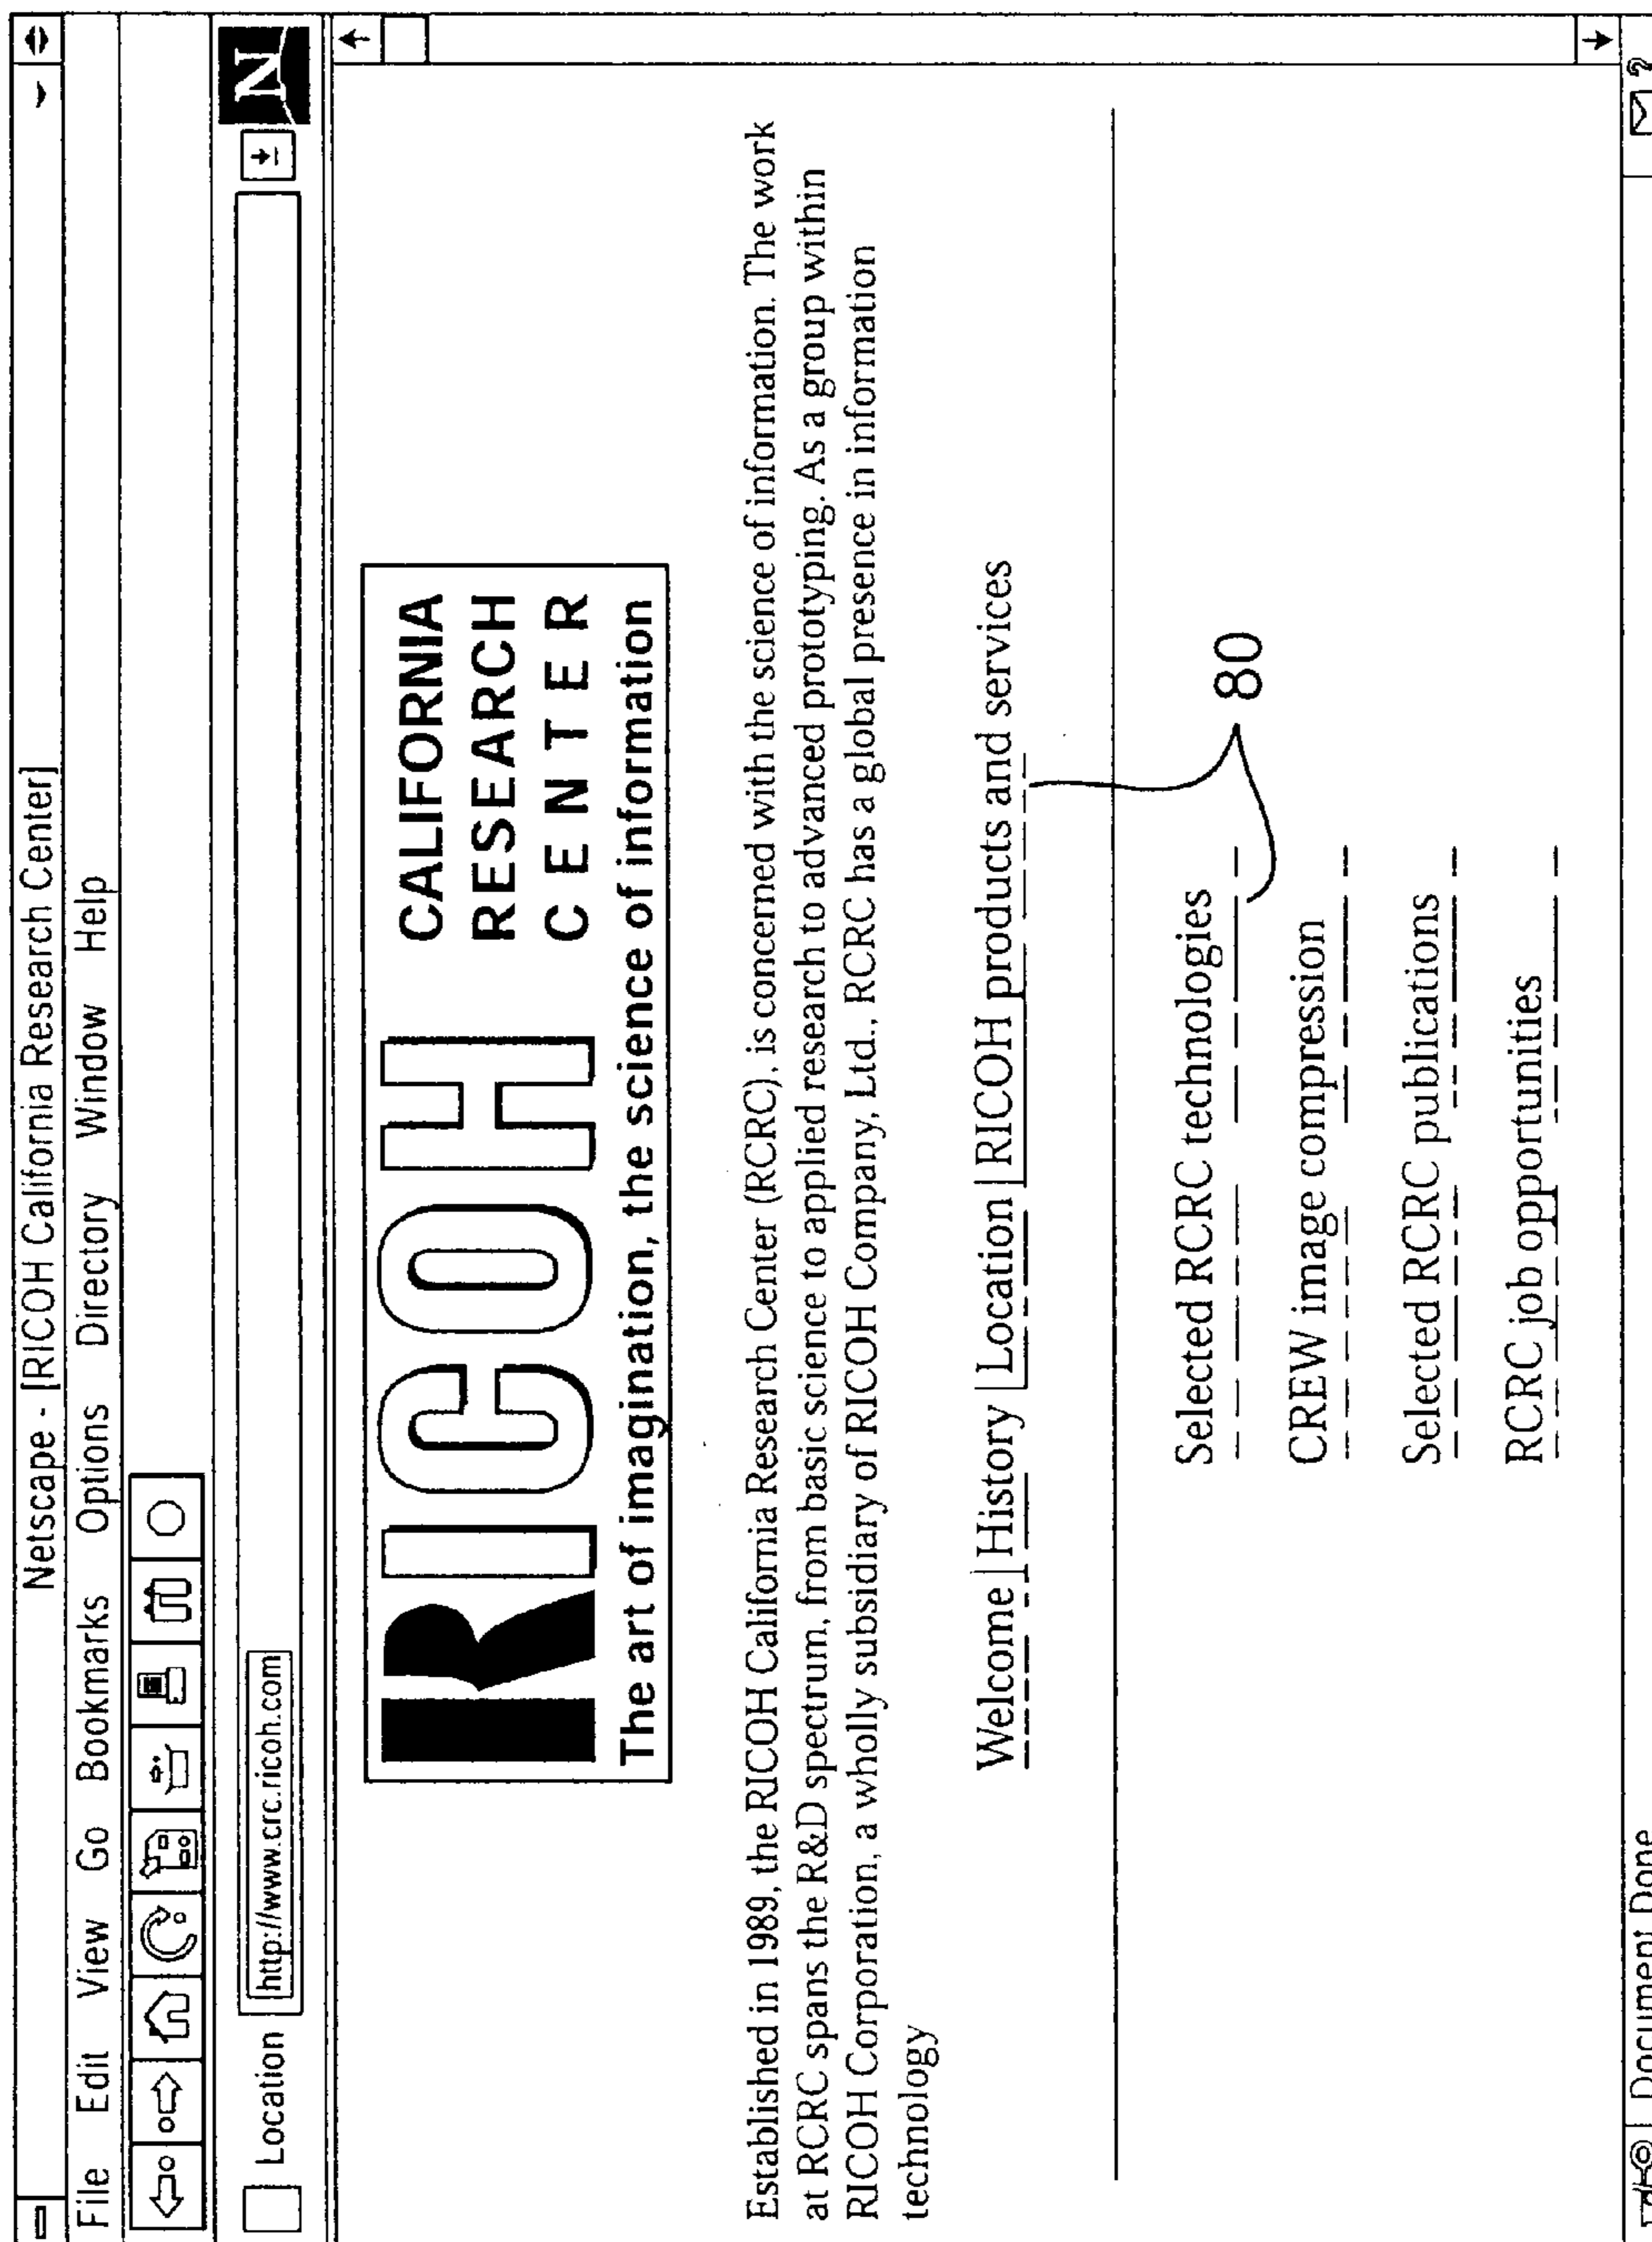 Netscape - [RICOH California Research Center]
File Edit View Go Bookmarks Options Directory Window Help
Location http://www.crc.ricoh.com
N
RICOH CALIFORNIA
RESEARCH
CENTER
The art of imagination, the science of information
Established in 1989, the RICOH California Research Center (RCRC), is concerned with the science of information. The work
at RCRC spans the R&D spectrum, from basic science to applied research to advanced prototyping. As a group within
RICOH Corporation, a wholly subsidiary of RICOH Company, Ltd., RCRC has a global presence in information
technology
Welcome | History | Location | RICOH products and services
80
Selected RCRC technologies
CREW image compression
Selected RCRC publications
RCRC job opportunities
Document Done
?